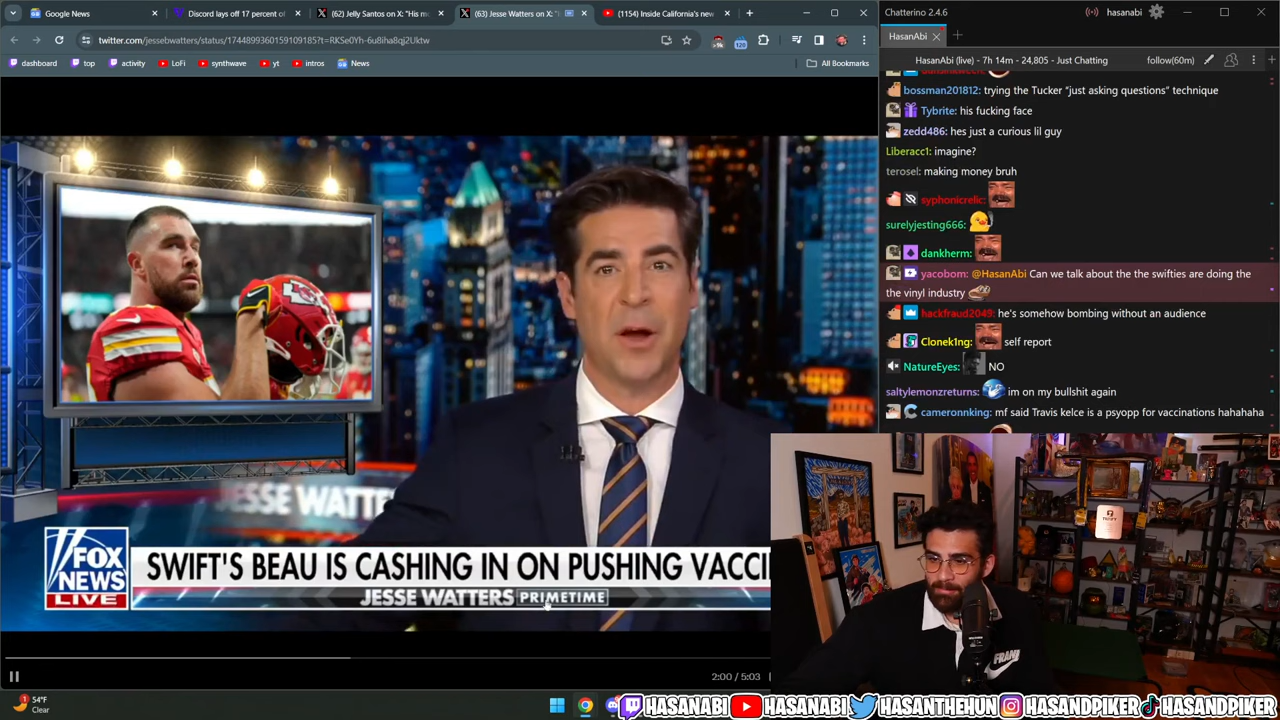 Google News
Discord lays off 17 percent of
(62) Jelly Santos on X: "His m
(63) Jesse Watters on X: "
(1154) Inside California's new
twitter.com/jessebwatters/status/1744899360159109185?t=RKSe0Yh-6u8iha8qj2Uktw
>9k
120
dashboard
top
activity
LoFi
synthwave
yt
intros
News
All Bookmarks
Chatterino 2.4.6
hasanabi
HasanAbi
HasanAbi (live) - 7h 14m - 24,805 - Just Chatting
follow(60m)
bossman201812: trying the Tucker "just asking questions" technique
Tybrite: his fucking face
zedd486: hes just a curious lil guy
Liberacc1: imagine?
terosel: making money bruh
syphonicrelic:
surelyjesting666:
dankherm:
yacobom: @HasanAbi Can we talk about the the swifties are doing the
the vinyl industry
hackfraud2049: he's somehow bombing without an audience
Clonek1ng: self report
NatureEyes: NO
saltylemonzreturns: im on my bullshit again
cameronnking: mf said Travis kelce is a psyopp for vaccinations hahahaha
JESSE WATTERS
FOX
NEWS
LIVE
SWIFT'S BEAU IS CASHING IN ON PUSHING VACCI
JESSE WATTERS PRIMETIME
2:00 / 5:03
1
54°F
Clear
HASANABI
HASANABI
HASANTHEHUN
HASANDPIKER
HASANDPIKER